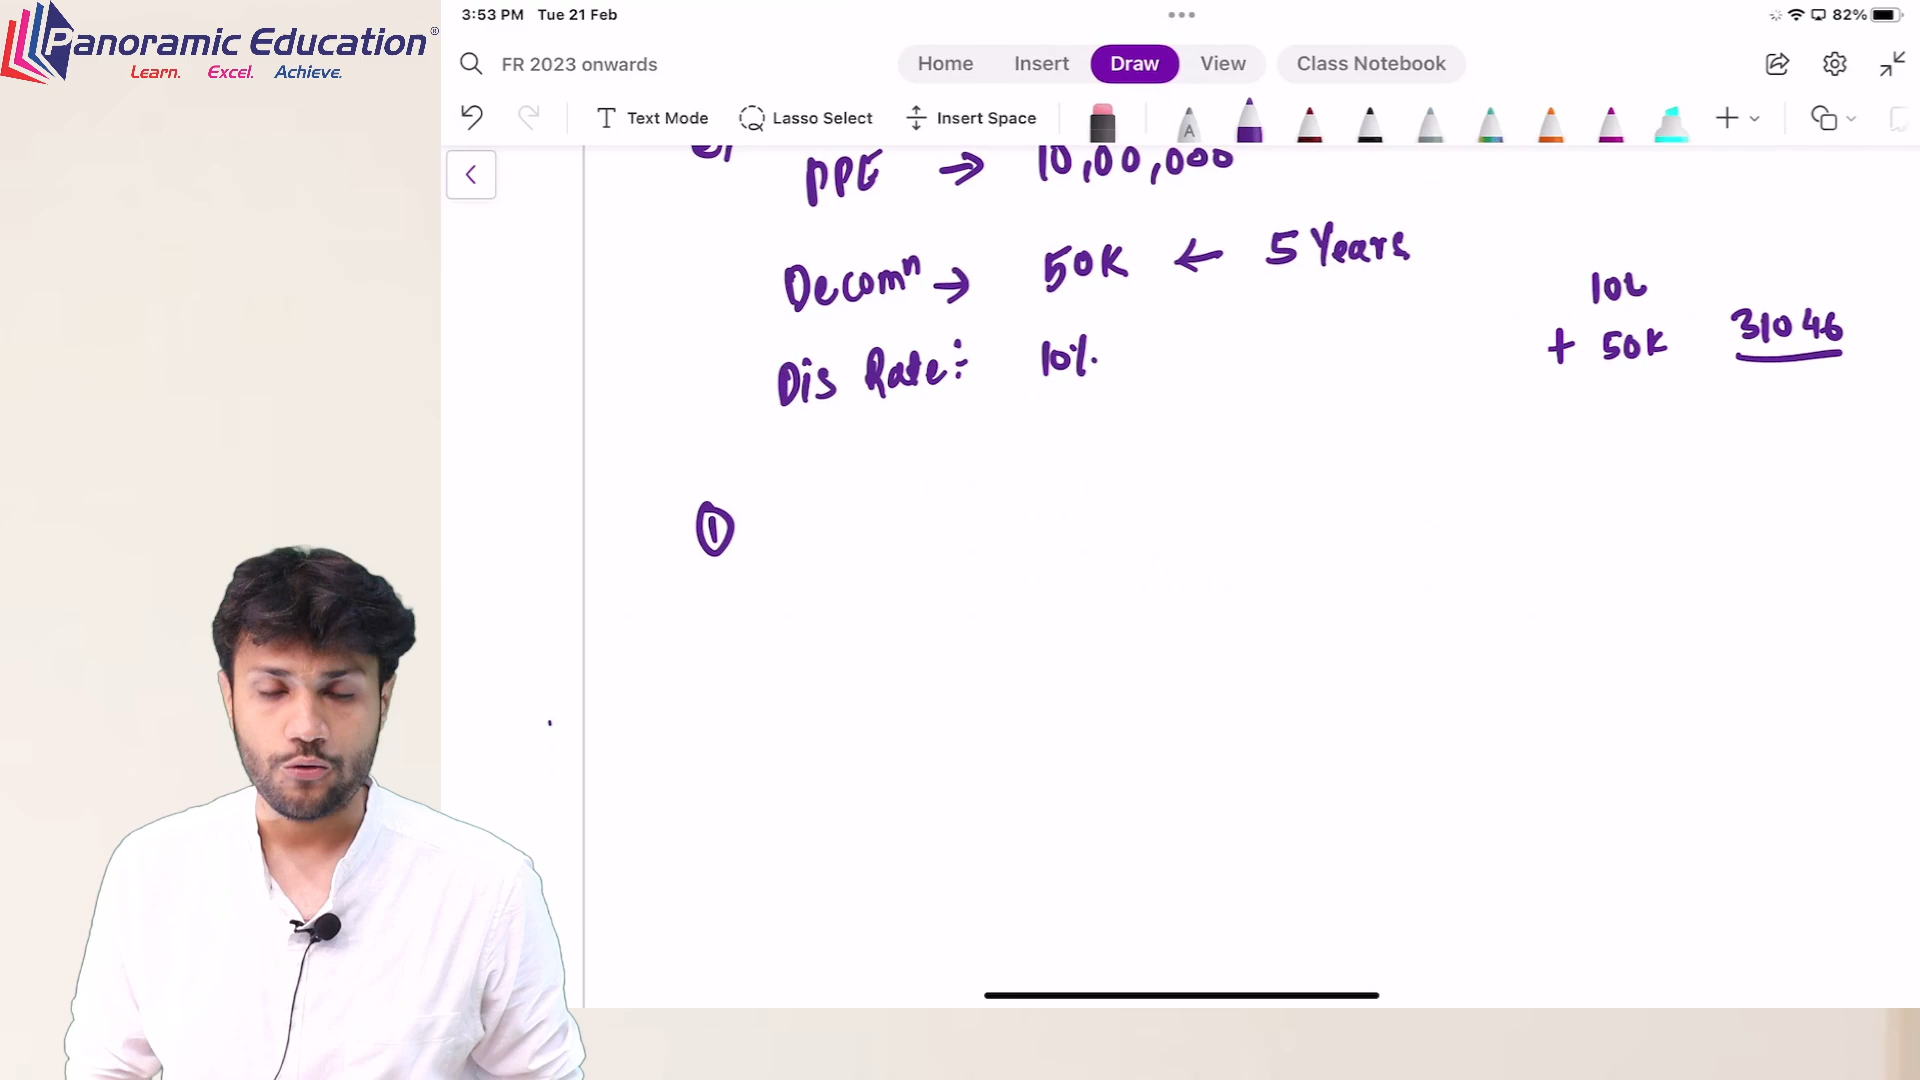 3:53 PM Tue 21 Feb
82%
Panoramic Education®
Learn. Excel. Achieve.
FR 2023 onwards
Home Insert Draw View Class Notebook
Text Mode Lasso Select Insert Space
A
PPE → 10,00,000
Decomⁿ → 50K ← 5 Years
10L
+ 50K 31046
Dis Rate: 10%
①